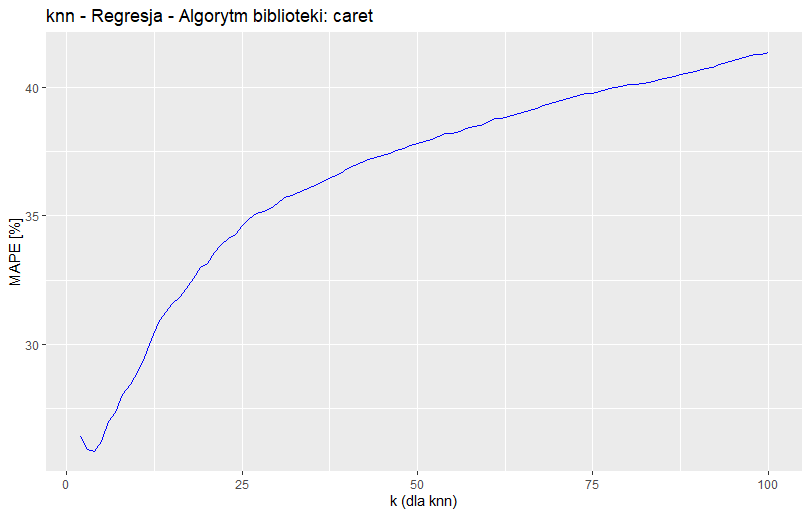 knn - Regresja - Algorytm biblioteki: caret
MAPE [%]
40
35
30
0 25 50 75 100
k (dla knn)